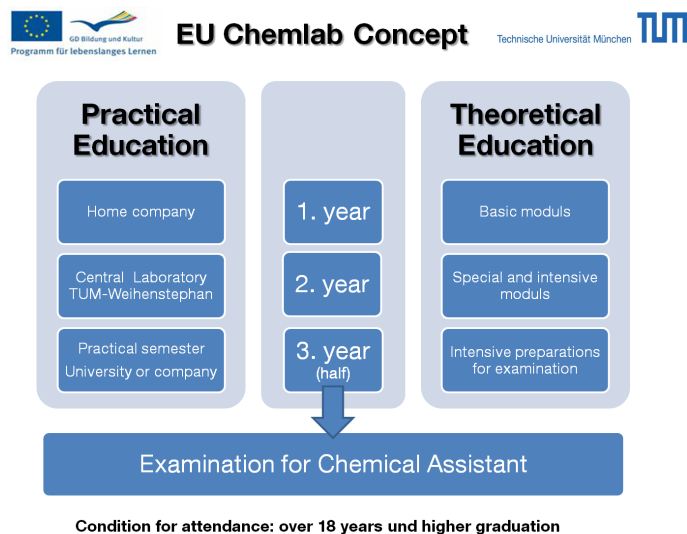 GD Bildung und Kultur
Programm für lebenslanges Lernen
EU Chemlab Concept
Technische Universität München
TUM
Practical
Education
Theoretical
Education
Home company
1. year
Basic moduls
Central Laboratory
TUM-Weihenstephan
2. year
Special and intensive
moduls
Practical semester
University or company
3. year
(half)
Intensive preparations
for examination
Examination for Chemical Assistant
Condition for attendance: over 18 years und higher graduation